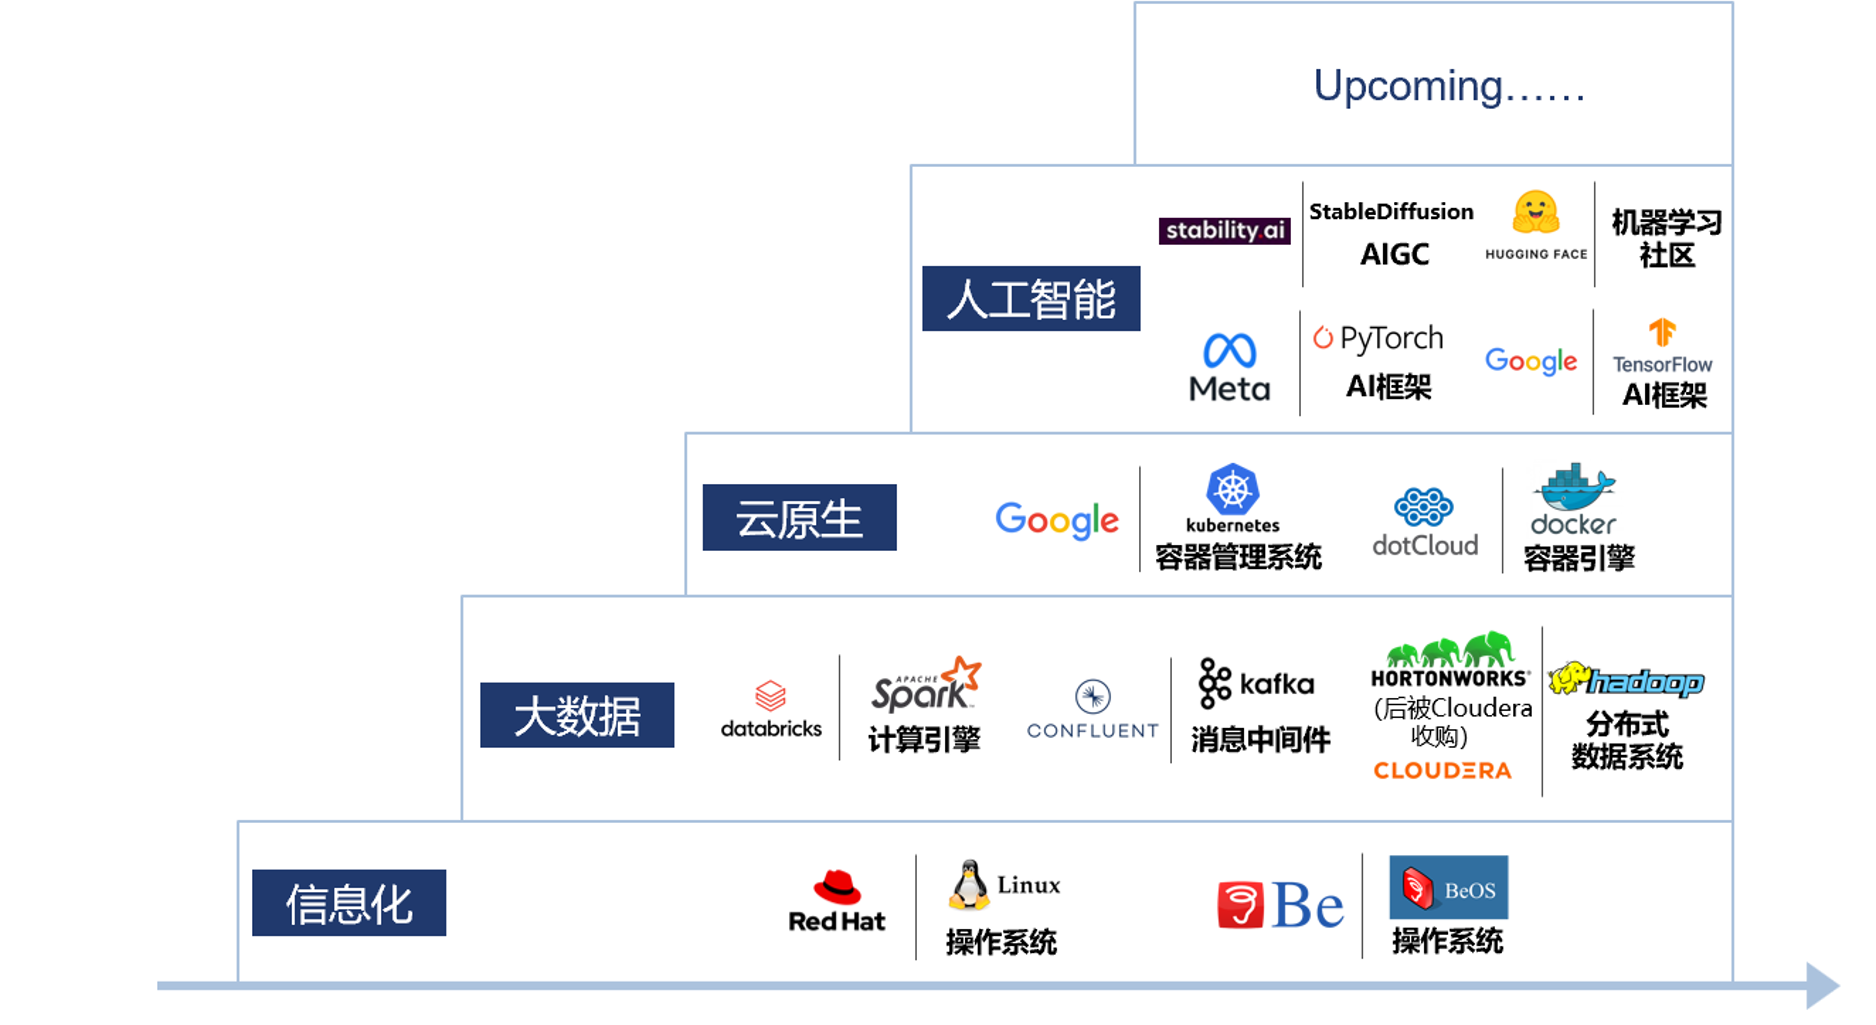 Upcoming......
人工智能
stability.ai
StableDiffusion
AIGC
HUGGING FACE
机器学习
社区
Meta
PyTorch
AI框架
Google
TensorFlow
AI框架
云原生
Google
kubernetes
容器管理系统
dotCloud
docker
容器引擎
大数据
databricks
APACHE
Spark™
计算引擎
CONFLUENT
kafka
消息中间件
HORTONWORKS®
(后被Cloudera
收购)
CLOUDERA
hadoop
分布式
数据系统
信息化
Red Hat
Linux
操作系统
Be
BeOS
操作系统